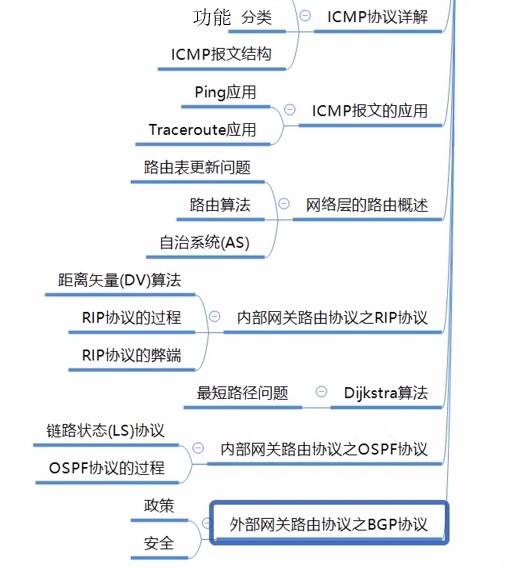 功能 分类
ICMP协议详解
ICMP报文结构
Ping应用
ICMP报文的应用
Traceroute应用
路由表更新问题
路由算法
网络层的路由概述
自治系统(AS)
距离矢量(DV)算法
RIP协议的过程
内部网关路由协议之RIP协议
RIP协议的弊端
最短路径问题
Dijkstra算法
链路状态(LS)协议
内部网关路由协议之OSPF协议
OSPF协议的过程
政策
外部网关路由协议之BGP协议
安全